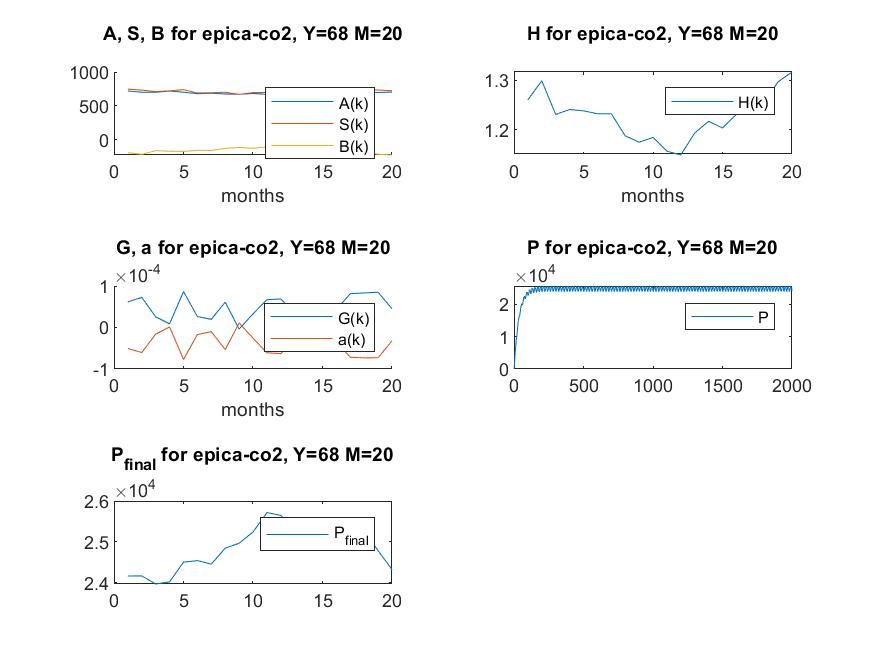 A, S, B for epica-co2, Y=68 M=20
1000
500
0
A(k)
S(k)
B(k)
0 5 10 15 20
months
H for epica-co2, Y=68 M=20
1.3
1.2
H(k)
0 5 10 15 20
months
G, a for epica-co2, Y=68 M=20
×10-4
1
0
-1
G(k)
a(k)
0 5 10 15 20
months
P for epica-co2, Y=68 M=20
×104
2
1
0
P
0 500 1000 1500 2000
Pfinal for epica-co2, Y=68 M=20
×104
2.6
2.5
2.4
Pfinal
0 5 10 15 20